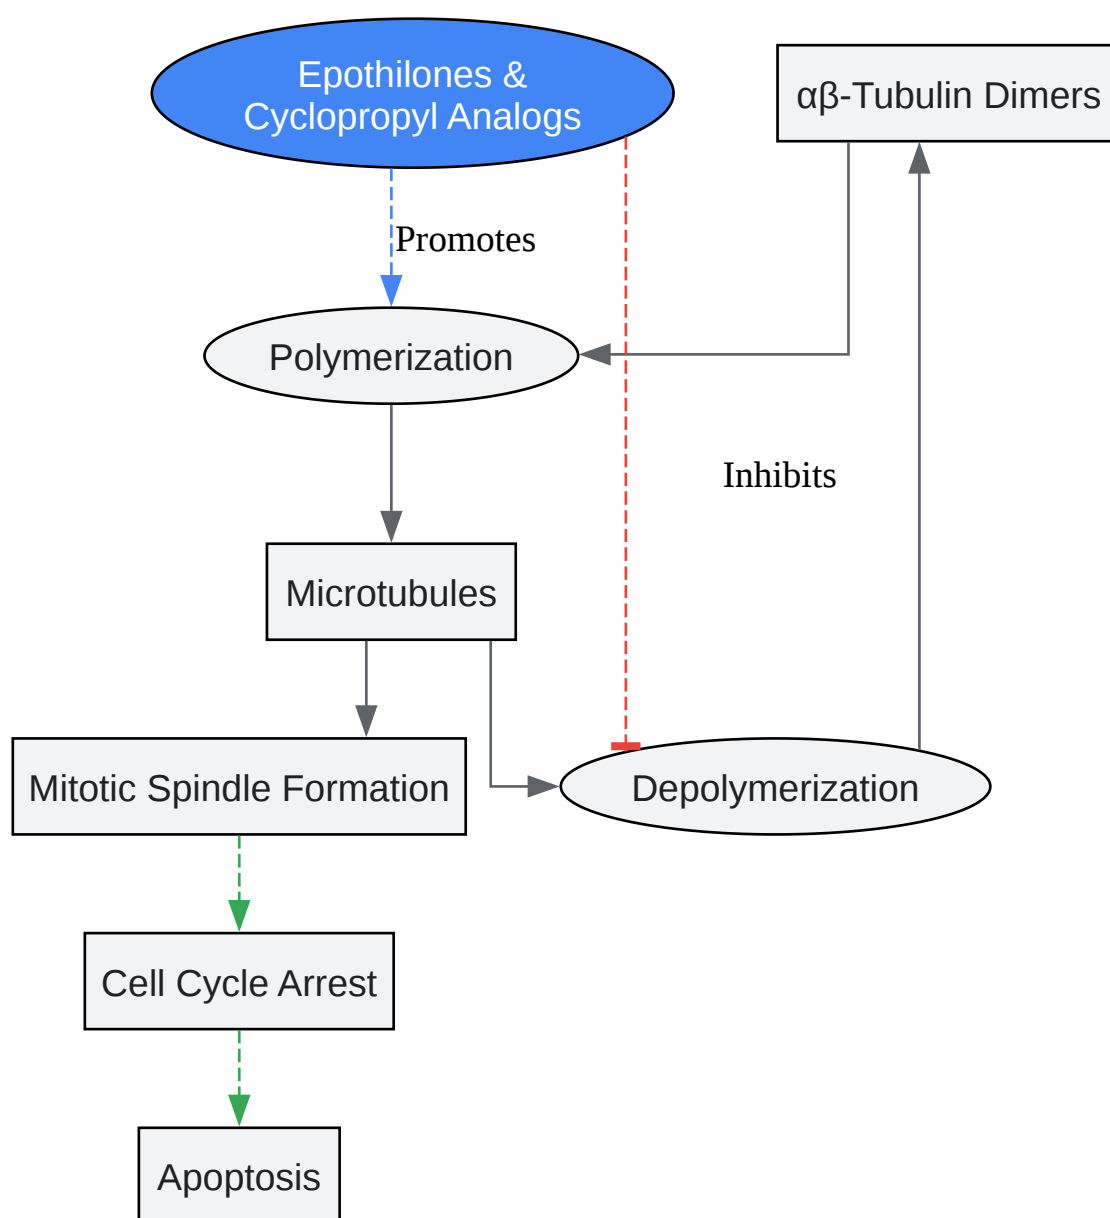 Epothilones &
Cyclopropyl Analogs
αβ-Tubulin Dimers
Promotes
Polymerization
Inhibits
Microtubules
Mitotic Spindle Formation
Depolymerization
Cell Cycle Arrest
Apoptosis